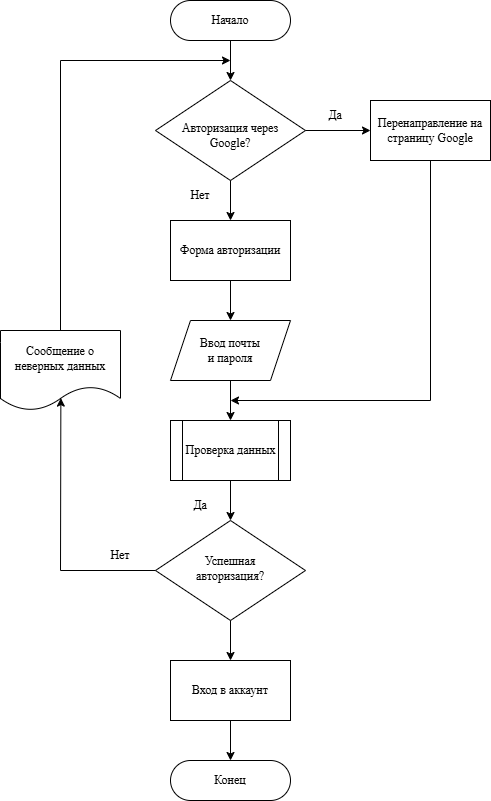 Начало
Авторизация через
Google?
Да
Перенаправление на
страницу Google
Нет
Форма авторизации
Ввод почты
и пароля
Сообщение о
неверных данных
Проверка данных
Да
Успешная
авторизация?
Нет
Вход в аккаунт
Конец